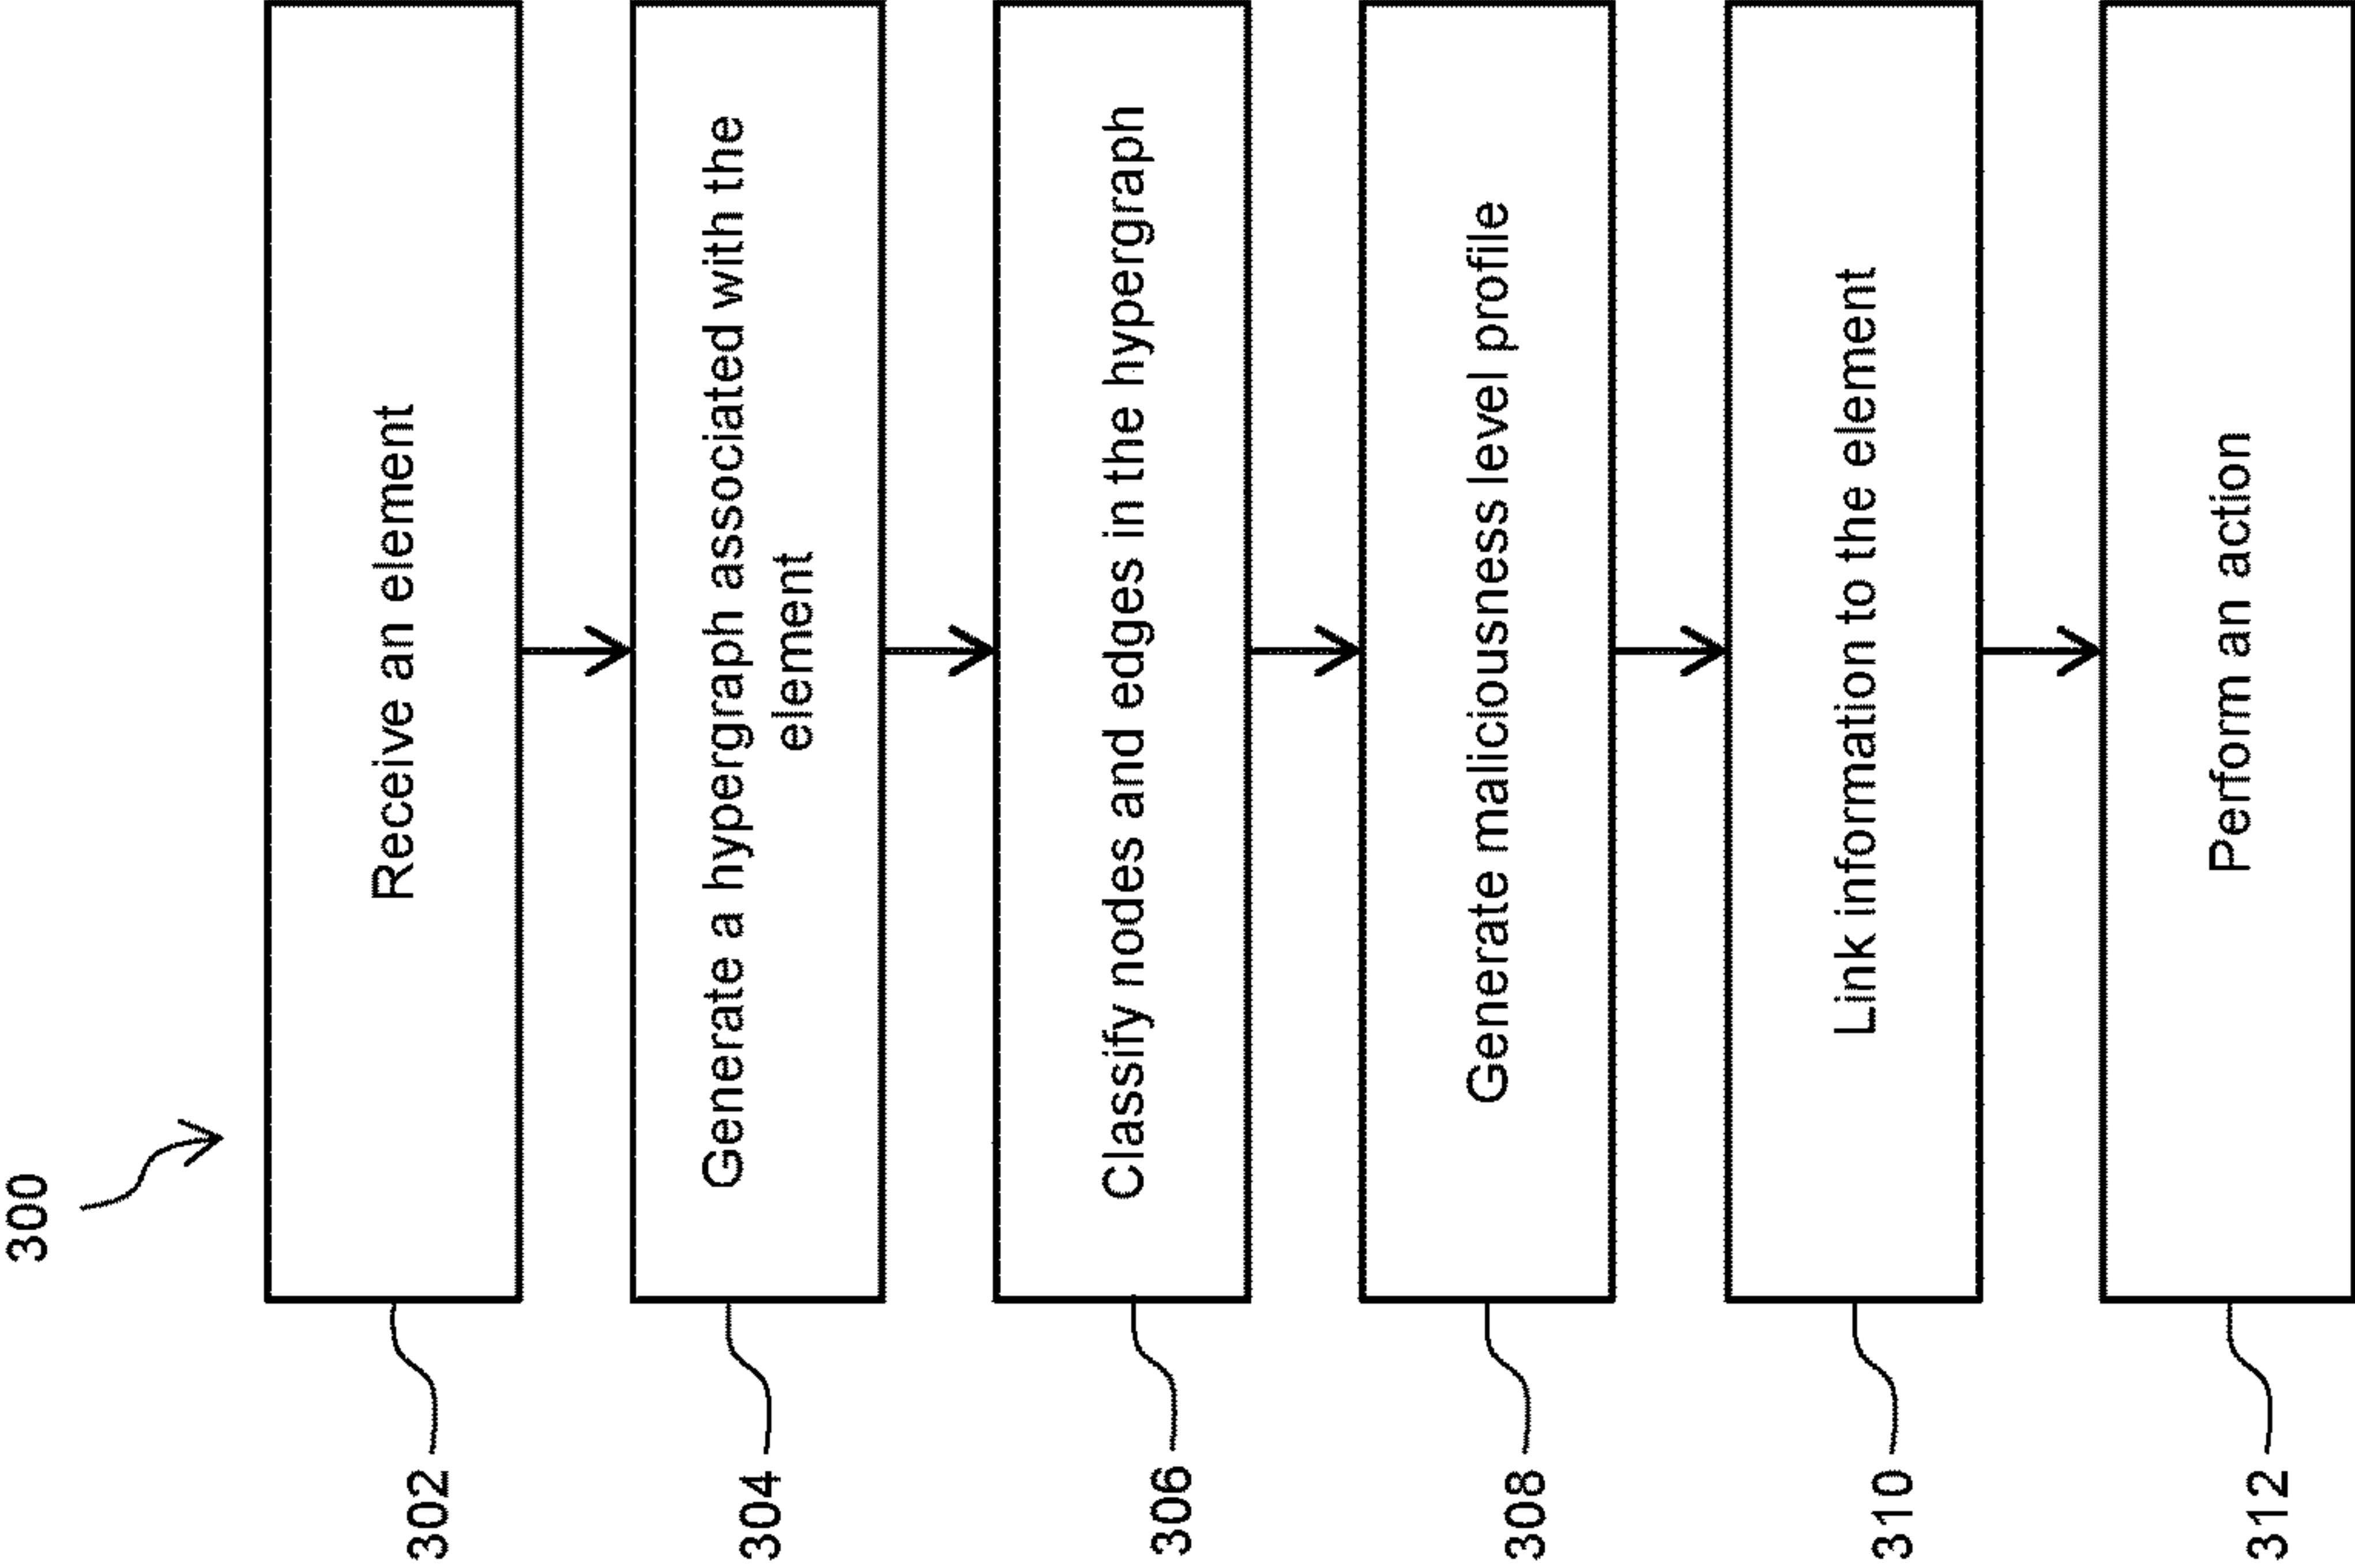 300
302
Receive an element
304
Generate a hypergraph associated with the
element
306
Classify nodes and edges in the hypergraph
308
Generate maliciousness level profile
310
Link information to the element
312
Perform an action